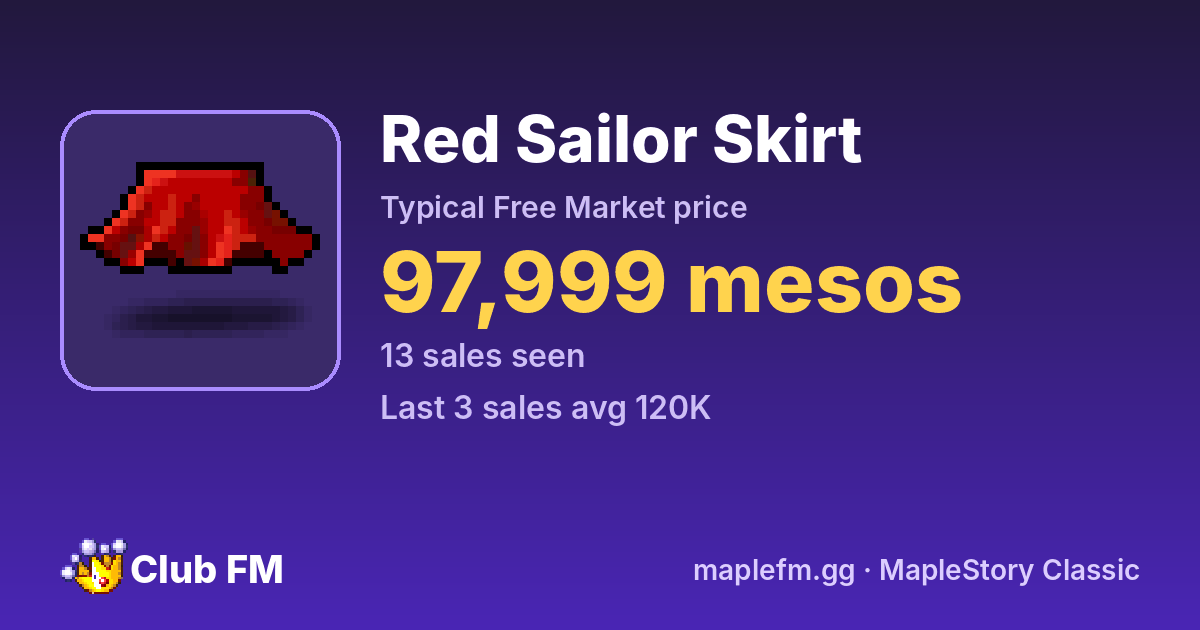 Red Sailor Skirt
Typical Free Market price
97,999 mesos
13 sales seen
Last 3 sales avg 120K
Club FM
maplefm.gg · MapleStory Classic